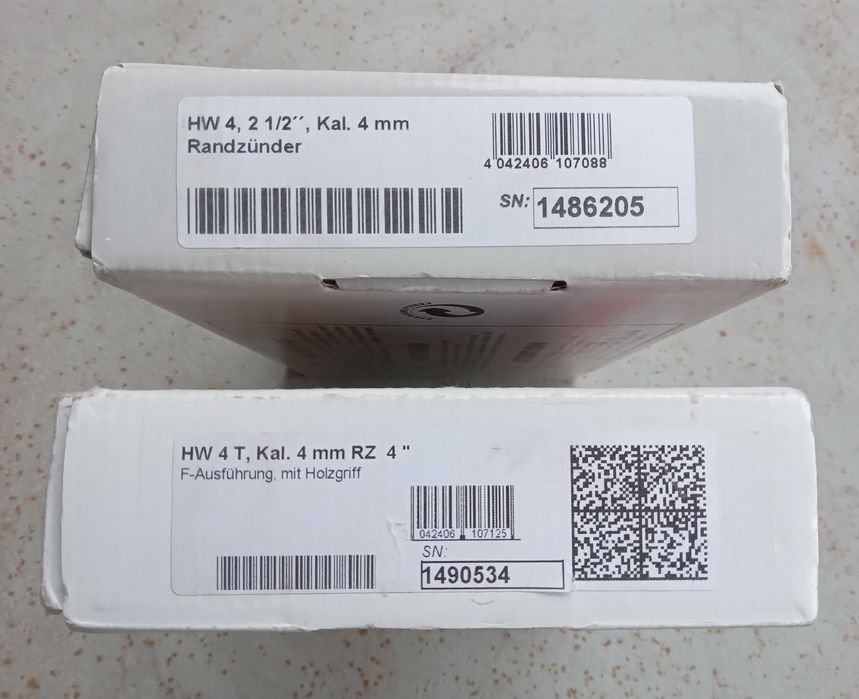 HW 4, 2 1/2´´, Kal. 4 mm
Randzünder
4 042406 107088
SN: 1486205
HW 4 T, Kal. 4 mm RZ 4 "
F-Ausführung, mit Holzgriff
042406 107125
SN:
1490534